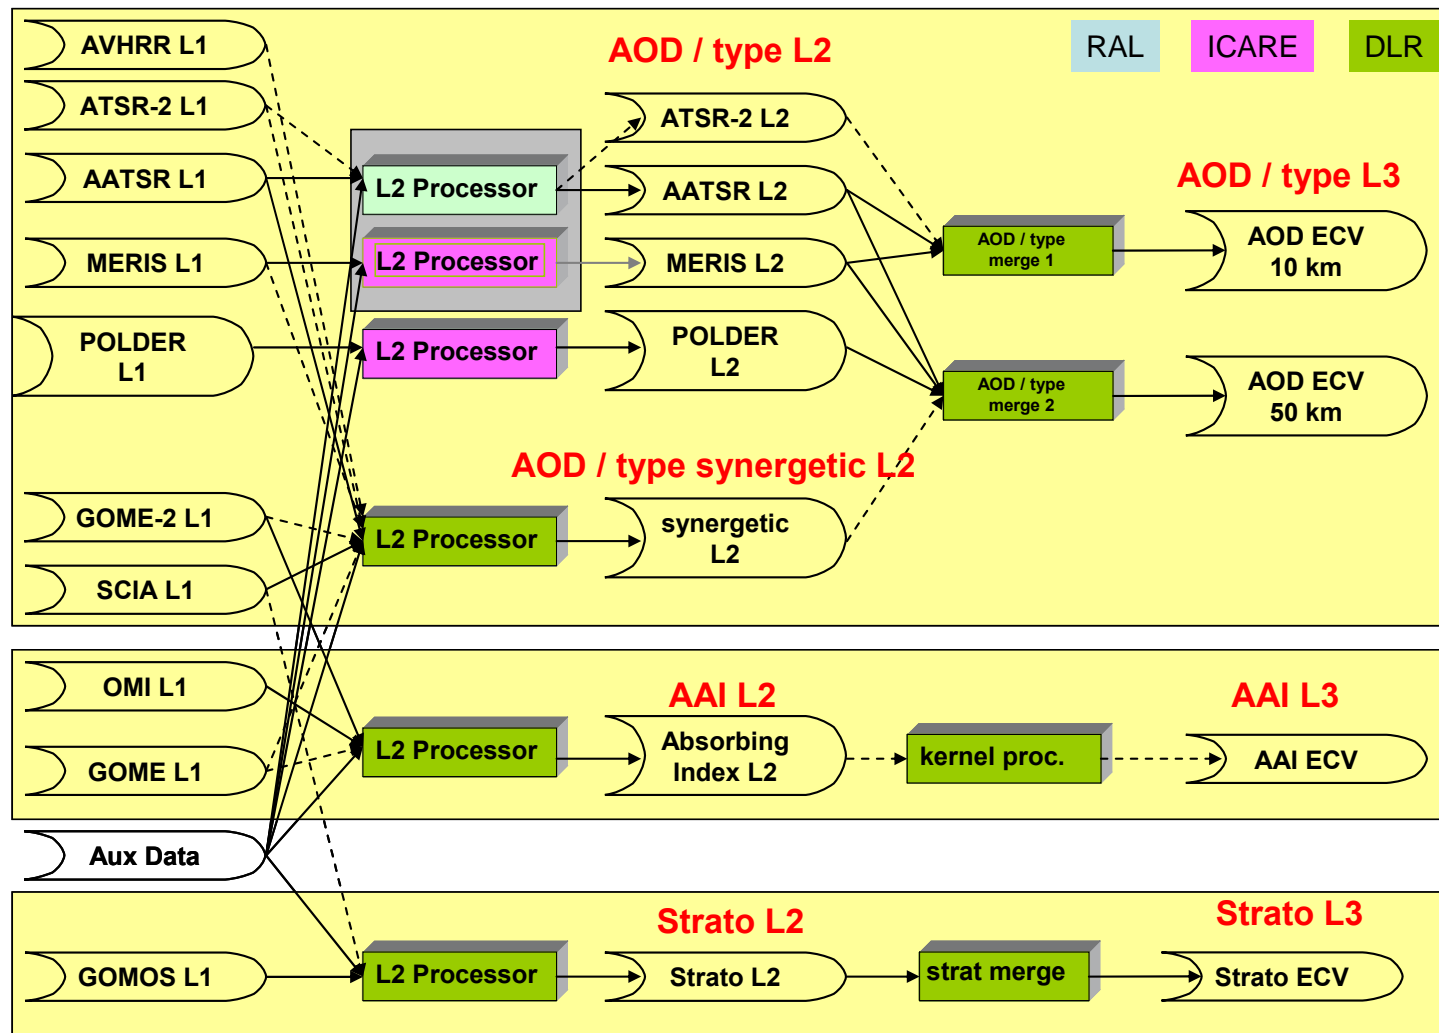 AVHRR L1
AOD / type L2
RAL
ICARE
DLR
ATSR-2 L1
ATSR-2 L2
AATSR L1
L2 Processor
AATSR L2
AOD / type L3
MERIS L1
L2 Processor
MERIS L2
AOD / type
merge 1
AOD ECV
10 km
POLDER
L1
L2 Processor
POLDER
L2
AOD / type
merge 2
AOD ECV
50 km
AOD / type synergetic L2
GOME-2 L1
L2 Processor
synergetic
L2
SCIA L1
OMI L1
AAI L2
AAI L3
GOME L1
L2 Processor
Absorbing
Index L2
kernel proc.
AAI ECV
Aux Data
Strato L2
Strato L3
GOMOS L1
L2 Processor
Strato L2
strat merge
Strato ECV